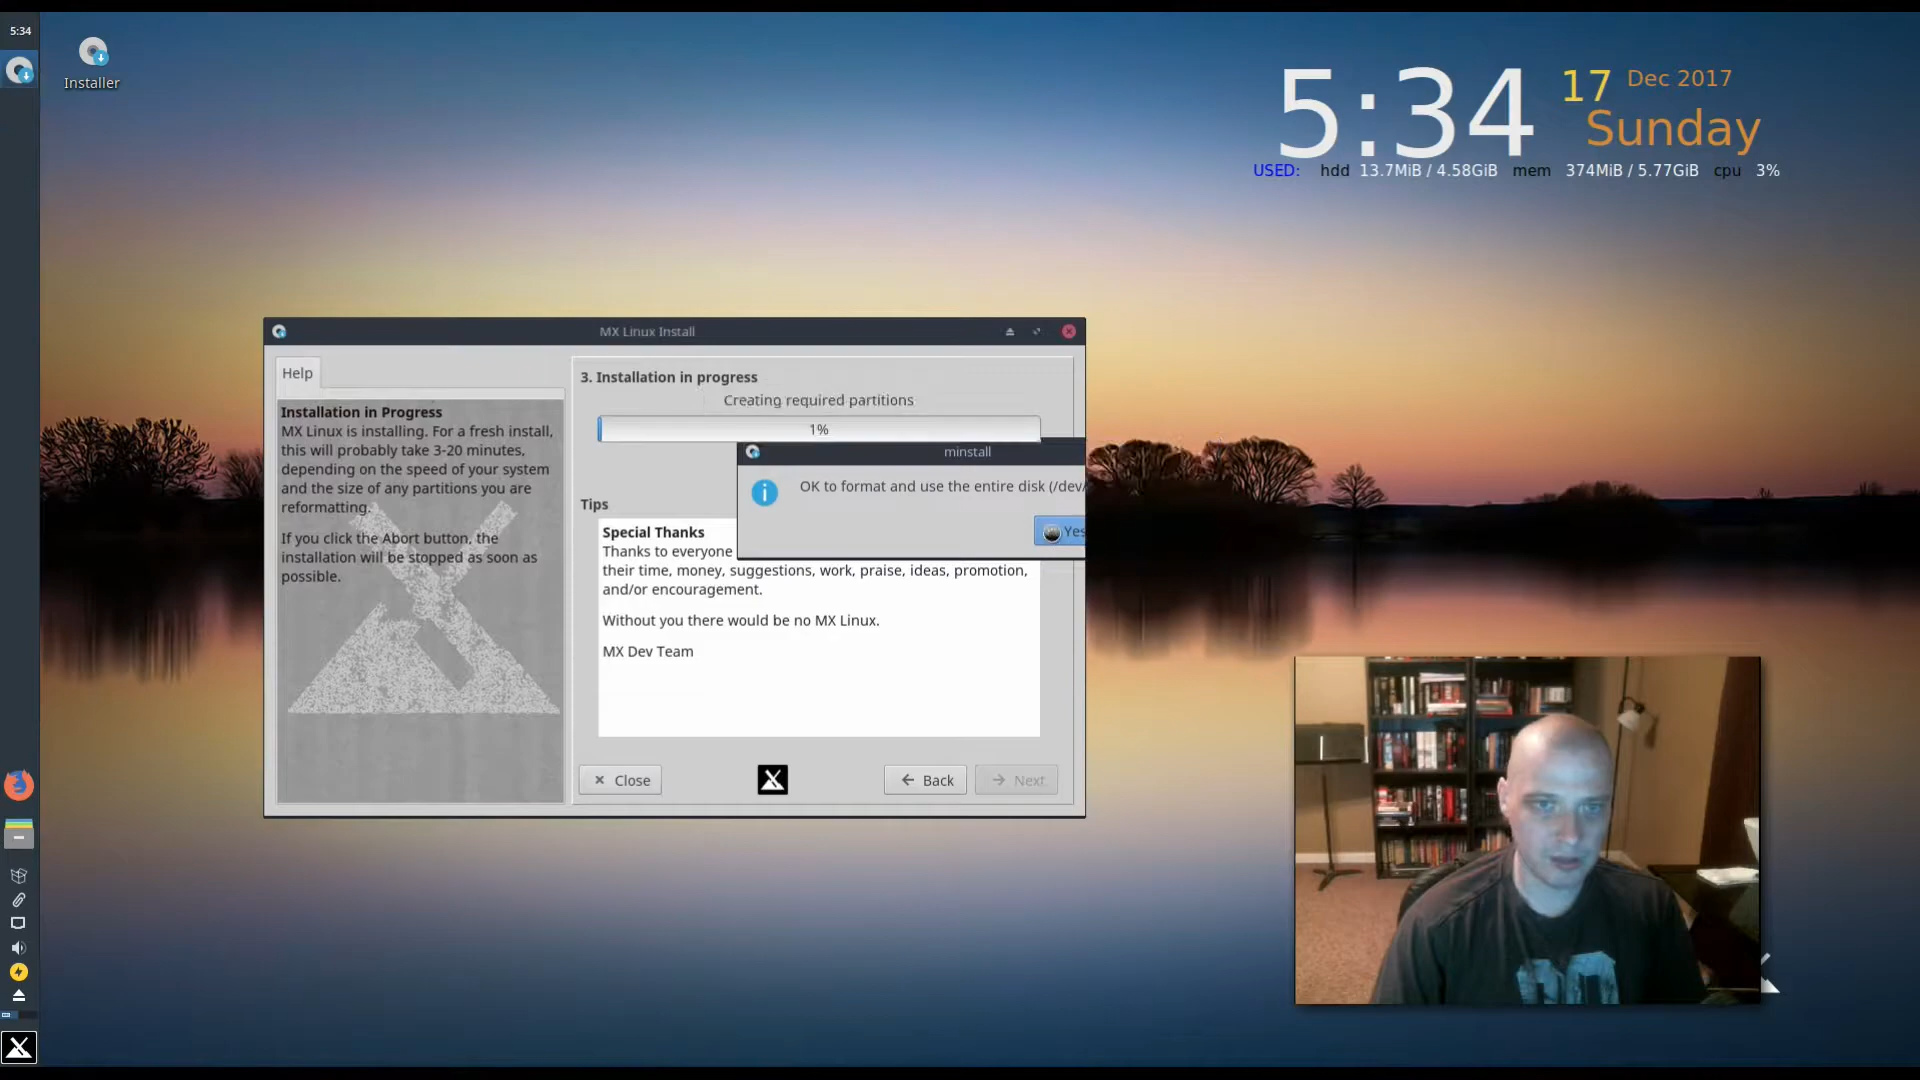 5:34
Installer
5:34
17
Dec 2017
Sunday
USED: hdd 13.7MiB / 4.58GiB mem 374MiB / 5.77GiB cpu 3%
MX Linux Install
Help
Installation in Progress
MX Linux is installing. For a fresh install,
this will probably take 3-20 minutes,
depending on the speed of your system
and the size of any partitions you are
reformatting.
If you click the Abort button, the
installation will be stopped as soon as
possible.
3. Installation in progress
Creating required partitions
1%
minstall
OK to format and use the entire disk (/dev/
Yes
Tips
Special Thanks
Thanks to everyone
their time, money, suggestions, work, praise, ideas, promotion,
and/or encouragement.
Without you there would be no MX Linux.
MX Dev Team
Close
Back
Next